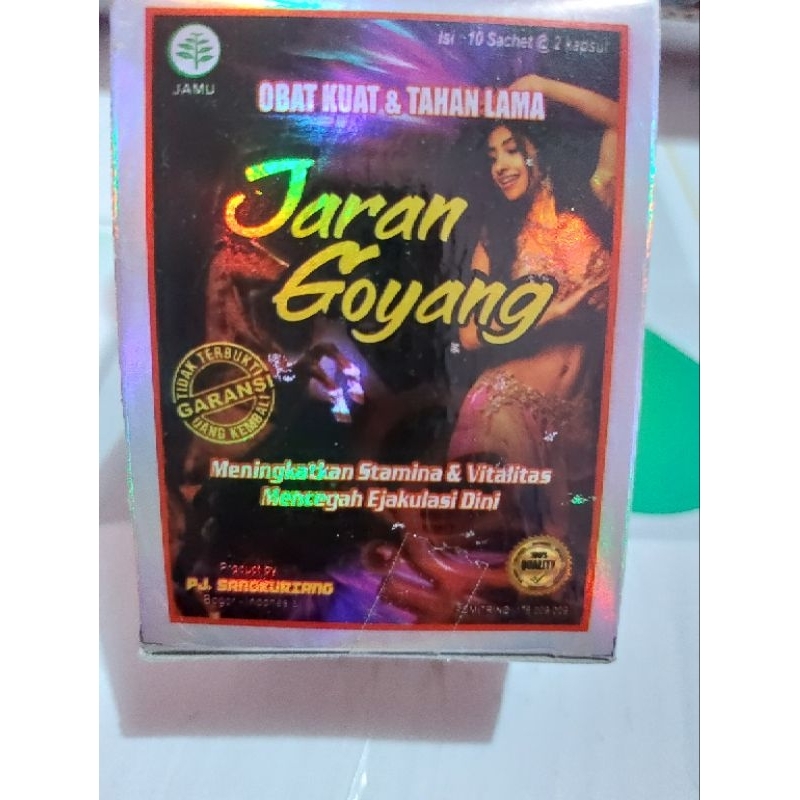 Isi :10 Sachet @ 2 kapsul
JAMU
OBAT KUAT & TAHAN LAMA
Jaran
Goyang
TIDAK TERBUKTI
GARANSI
UANG KEMBALI
Meningkatkan Stamina & Vitalitas
Mencegah Ejakulasi Dini
100%
QUALITY
Product by
P.J. SANGKURIANG
Bogor - Indonesia